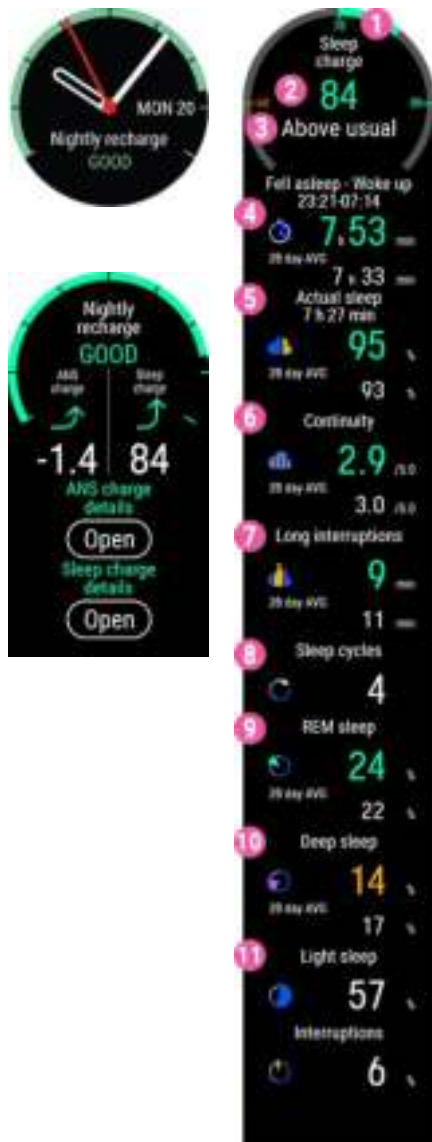 MON 20
Nightly recharge
GOOD
Nightly
recharge
GOOD
ANS
charge
Sleep
charge
-1.4
84
ANS charge
details
Open
Sleep charge
details
Open
1
Sleep
charge
2
84
3
Above usual
Fell asleep - Woke up
23:21-07:14
4
7 h 53 min
28 day AVG
7 h 33 min
5
Actual sleep
7 h 27 min
95 %
28 day AVG
93 %
6
Continuity
2.9 /5.0
28 day AVG
3.0 /5.0
7
Long interruptions
9 min
28 day AVG
11 min
8
Sleep cycles
4
9
REM sleep
24 %
28 day AVG
22 %
10
Deep sleep
14 %
28 day AVG
17 %
11
Light sleep
57 %
Interruptions
6 %